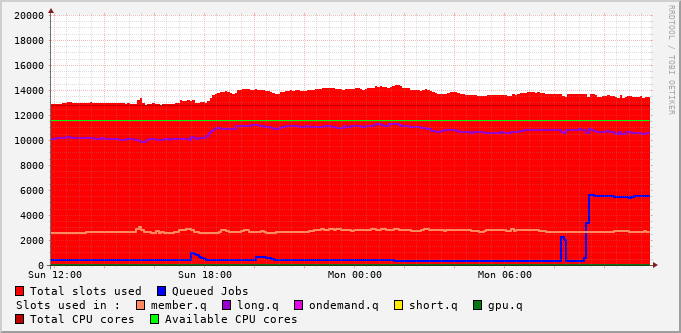 RRDTOOL / TOBI OETIKER
20000
18000
16000
14000
12000
10000
8000
6000
4000
2000
0
Sun 12:00 Sun 18:00 Mon 00:00 Mon 06:00
Total slots used Queued Jobs
Slots used in : member.q long.q ondemand.q short.q gpu.q
Total CPU cores Available CPU cores